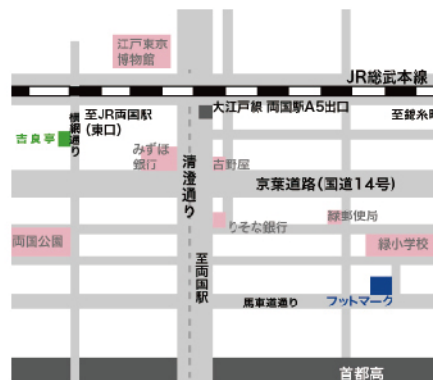 江戸東京
博物館
JR総武本線
至JR両国駅
(東口)
大江戸線 両国駅A5出口
至錦糸町
横綱通り
吉良亭
みずほ
銀行
清澄通り
吉野屋
京葉道路(国道14号)
りそな銀行
緑郵便局
両国公園
緑小学校
至両国駅
馬車道通り
フットマーク
首都高